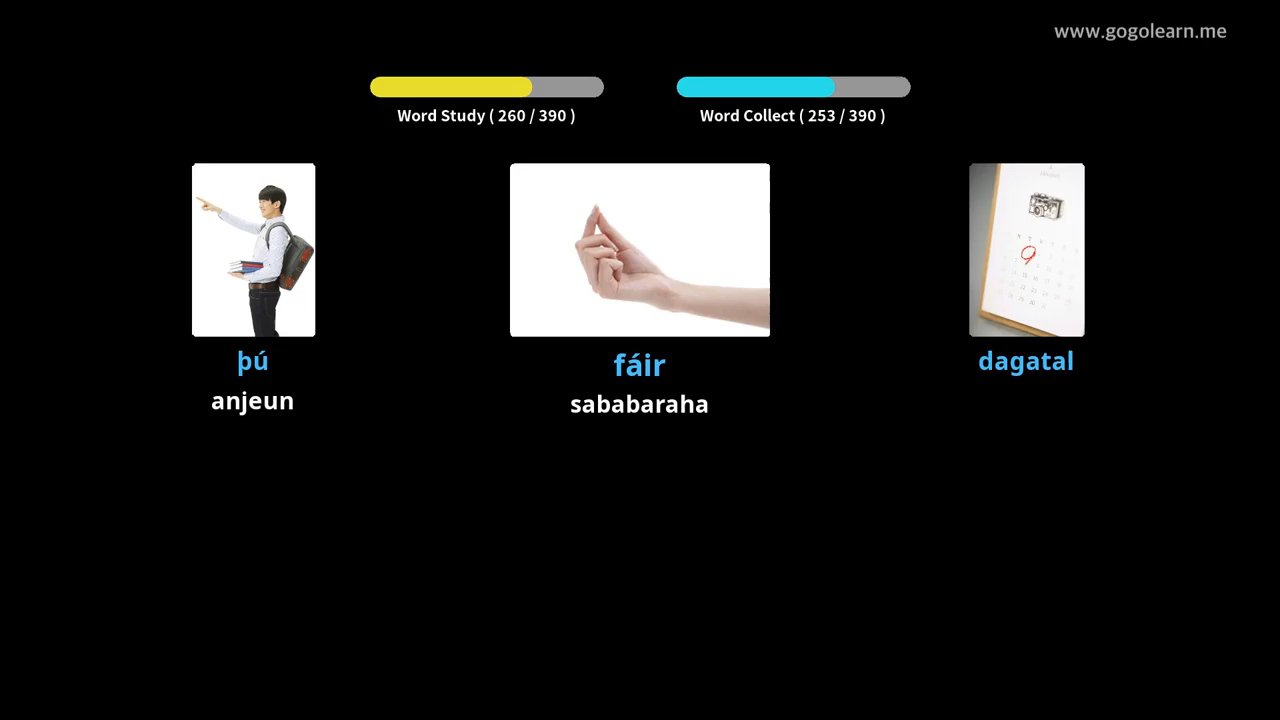 www.gogolearn.me
Word Study ( 260 / 390 )
Word Collect ( 253 / 390 )
þú
anjeun
fáir
sababaraha
dagatal